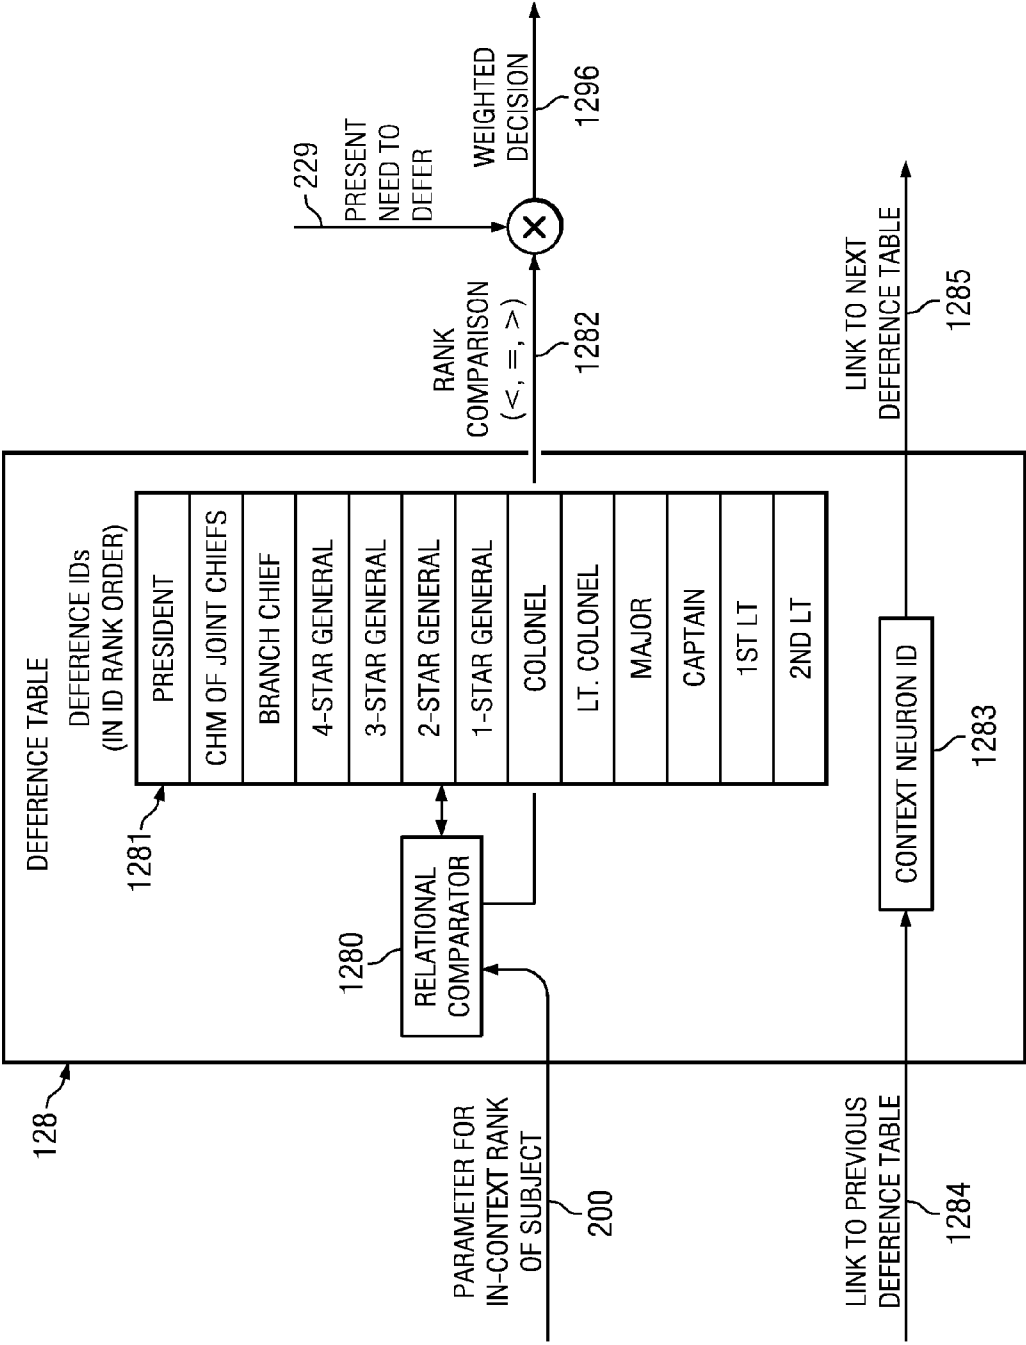 DEFERENCE TABLE
128
DEFERENCE IDs
(IN ID RANK ORDER)
1281
PRESIDENT
CHM OF JOINT CHIEFS
BRANCH CHIEF
4-STAR GENERAL
3-STAR GENERAL
2-STAR GENERAL
1-STAR GENERAL
COLONEL
LT. COLONEL
MAJOR
CAPTAIN
1ST LT
2ND LT
1280
RELATIONAL
COMPARATOR
PARAMETER FOR
IN-CONTEXT RANK
OF SUBJECT
200
RANK
COMPARISON
(<, =, >)
1282
229
PRESENT
NEED TO
DEFER
X
WEIGHTED
DECISION
1296
LINK TO PREVIOUS
DEFERENCE TABLE
1284
CONTEXT NEURON ID
1283
LINK TO NEXT
DEFERENCE TABLE
1285